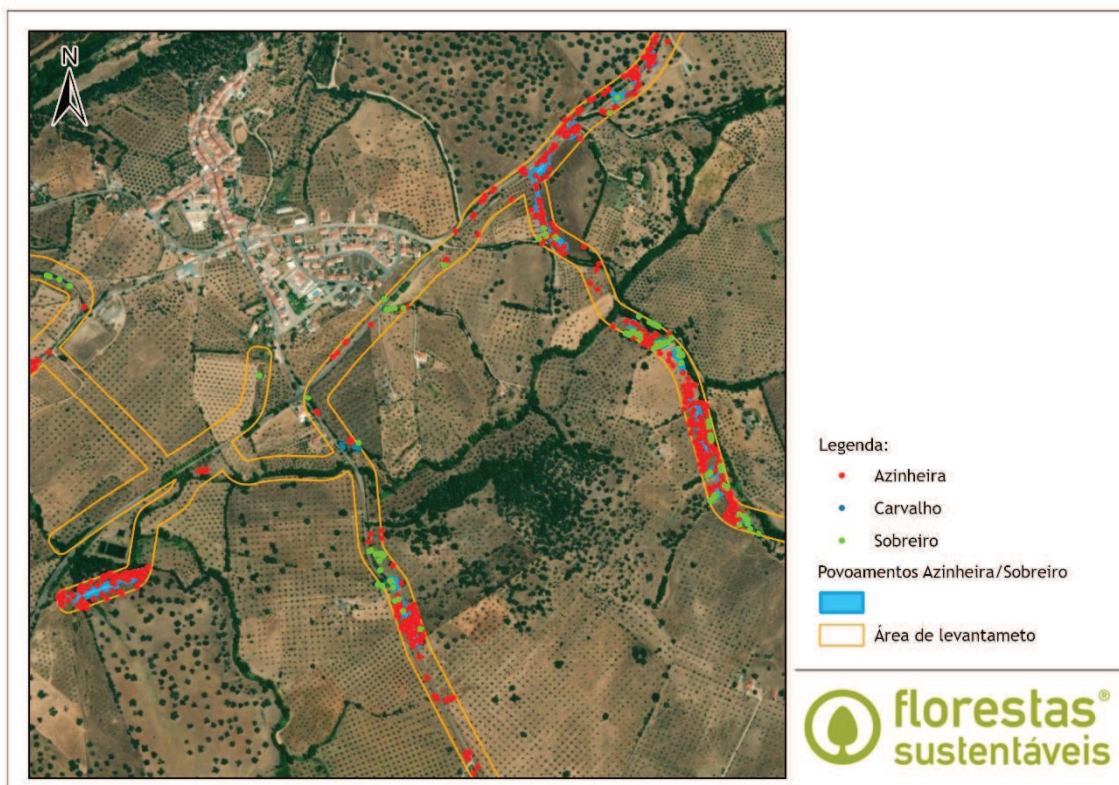 N
Legenda:
Azinheira
Carvalho
Sobreiro
Povoamentos Azinheira/Sobreiro
Área de levantameto
florestas®
sustentáveis